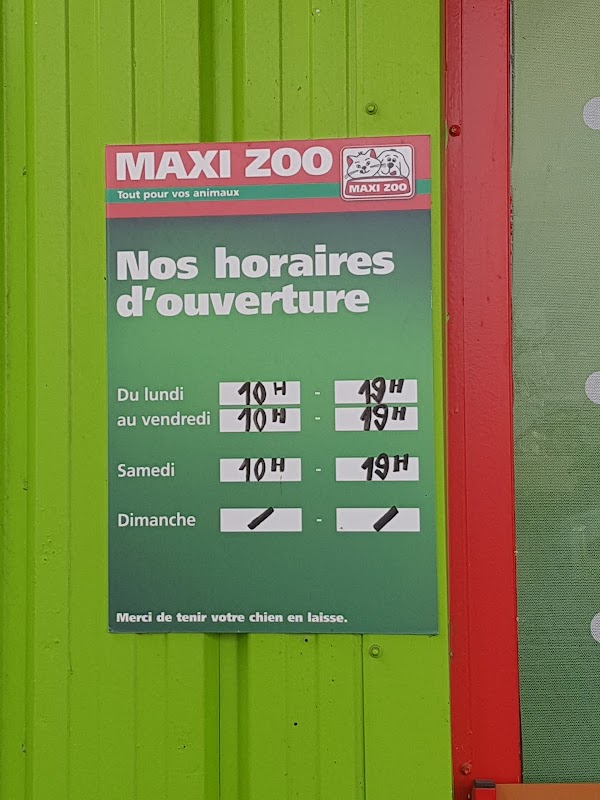 MAXI ZOO
MAXI ZOO
Tout pour vos animaux
Nos horaires
d'ouverture
Du lundi 10H - 19H
au vendredi 10H - 19H
Samedi 10H - 19H
Dimanche / - /
Merci de tenir votre chien en laisse.